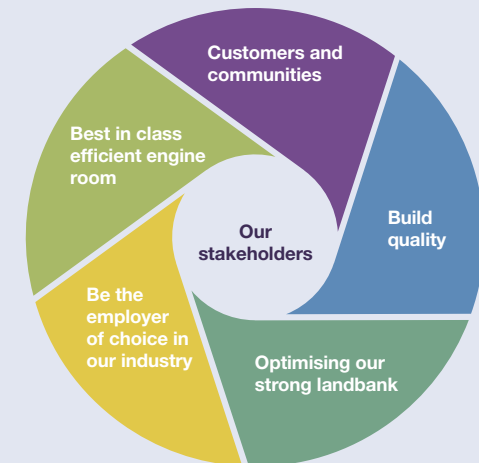 Customers and
communities
Best in class
efficient engine
room
Build
quality
Our
stakeholders
Be the
employer
of choice in
our industry
Optimising our
strong landbank